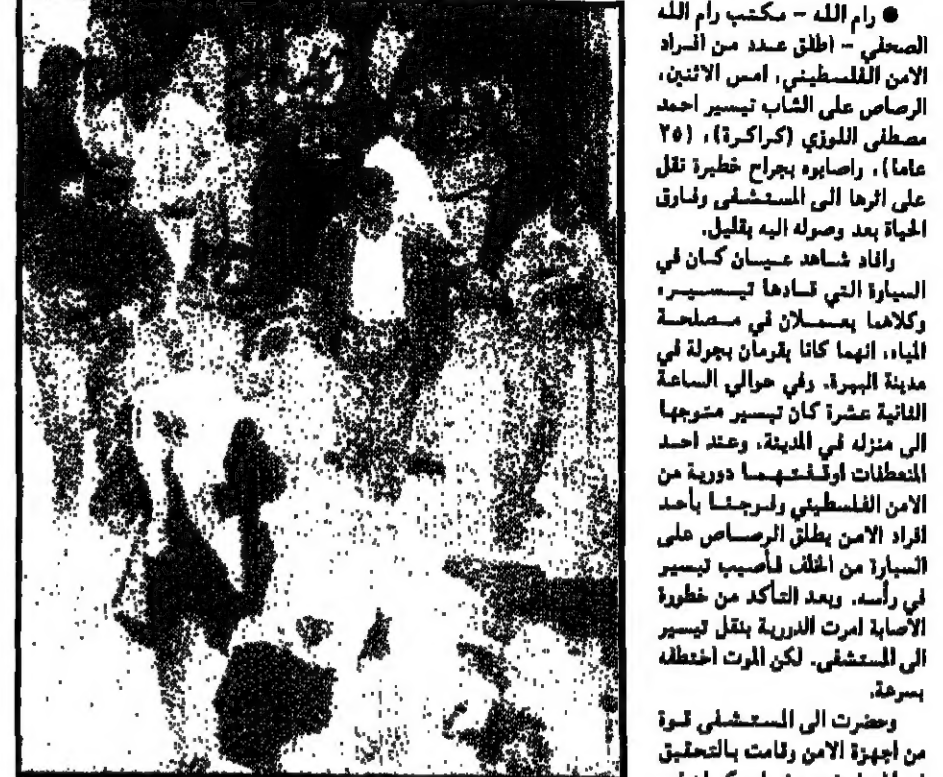 ● رام الله – مكتب رام الله
الصحفي – اطلق عدد من افراد
الامن الفلسطيني، امس الاثنين،
الرصاص على الشاب تيسير احمد
مصطفى اللوزي (كراكرة)، (٢٥
عاما)، واصابوه بجراح خطيرة نقل
على اثرها الى المستشفى وفارق
الحياة بعد وصوله اليه بقليل.
وافاد شاهد عيان كان في
السيارة التي قادها تيسير،
وكلاهما يعملان في مصلحة
المياه، انهما كانا يقومان بجولة في
مدينة البيرة. وفي حوالي الساعة
الثانية عشرة كان تيسير متوجها
الى منزله في المدينة، وعند احد
المنعطفات اوقفتهما دورية من
الامن الفلسطيني وفوجئا بأحد
افراد الامن يطلق الرصاص على
السيارة من الخلف فأصيب تيسير
في رأسه. وبعد التأكد من خطورة
الاصابة امرت الدورية بنقل تيسير
الى المستشفى. لكن الموت اختطفه
بسرعة.
وحضرت الى المستشفى قوة
من اجهزة الامن وقامت بالتحقيق